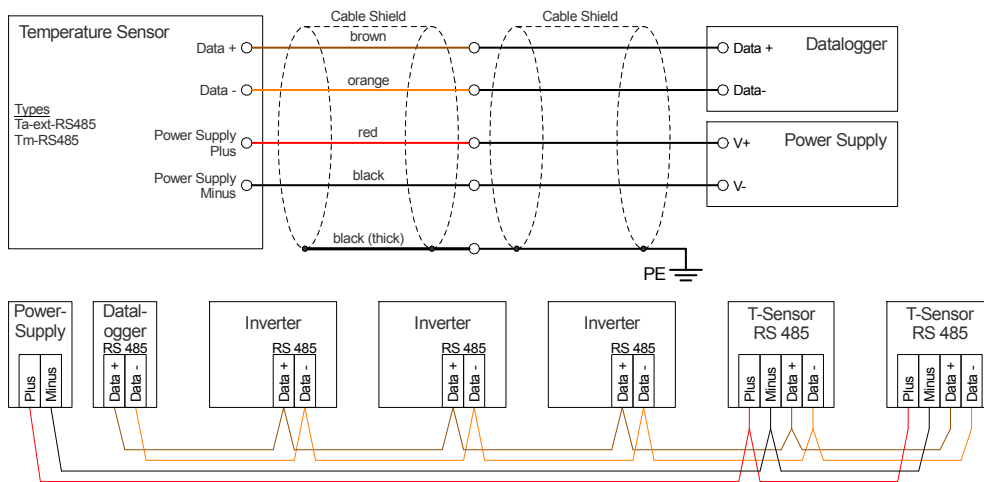 Cable Shield
Cable Shield
Temperature Sensor
Data +
brown
Data +
Datalogger
Data -
orange
Data-
Types
Ta-ext-RS485
Tm-RS485
Power Supply
Plus
red
V+
Power Supply
Power Supply
Minus
black
V-
black (thick)
PE
Power-
Supply
Plus
Minus
Datal-
ogger
RS 485
Data +
Data -
Inverter
RS 485
Data +
Data -
Inverter
RS 485
Data +
Data -
Inverter
RS 485
Data +
Data -
T-Sensor
RS 485
Plus
Minus
Data +
Data -
T-Sensor
RS 485
Plus
Minus
Data +
Data -